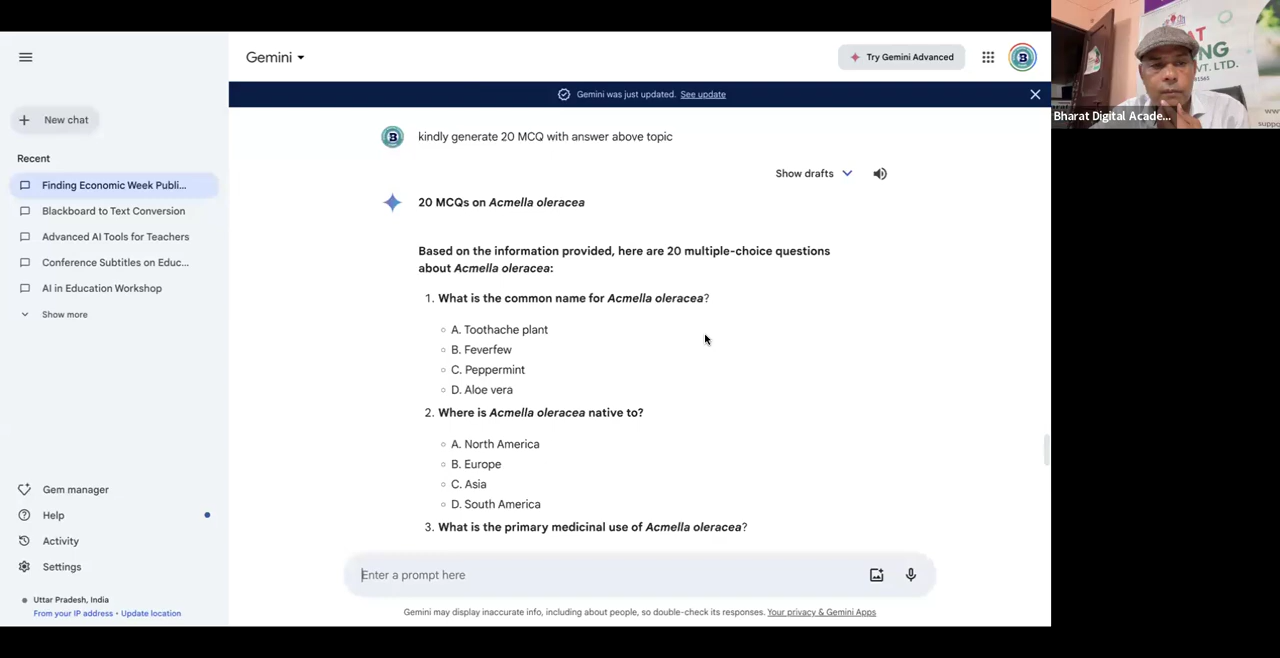 Gemini
Try Gemini Advanced
B
Gemini was just updated. See update
New chat
Recent
Finding Economic Week Publi...
Blackboard to Text Conversion
Advanced AI Tools for Teachers
Conference Subtitles on Educ...
AI in Education Workshop
Show more
B
kindly generate 20 MCQ with answer above topic
Show drafts
20 MCQs on Acmella oleracea
Based on the information provided, here are 20 multiple-choice questions
about Acmella oleracea:
1. What is the common name for Acmella oleracea?
A. Toothache plant
B. Feverfew
C. Peppermint
D. Aloe vera
2. Where is Acmella oleracea native to?
A. North America
B. Europe
C. Asia
D. South America
3. What is the primary medicinal use of Acmella oleracea?
Gem manager
Help
Activity
Settings
Uttar Pradesh, India
From your IP address • Update location
Enter a prompt here
Gemini may display inaccurate info, including about people, so double-check its responses. Your privacy & Gemini Apps
VT. LTD.
Bharat Digital Acade...